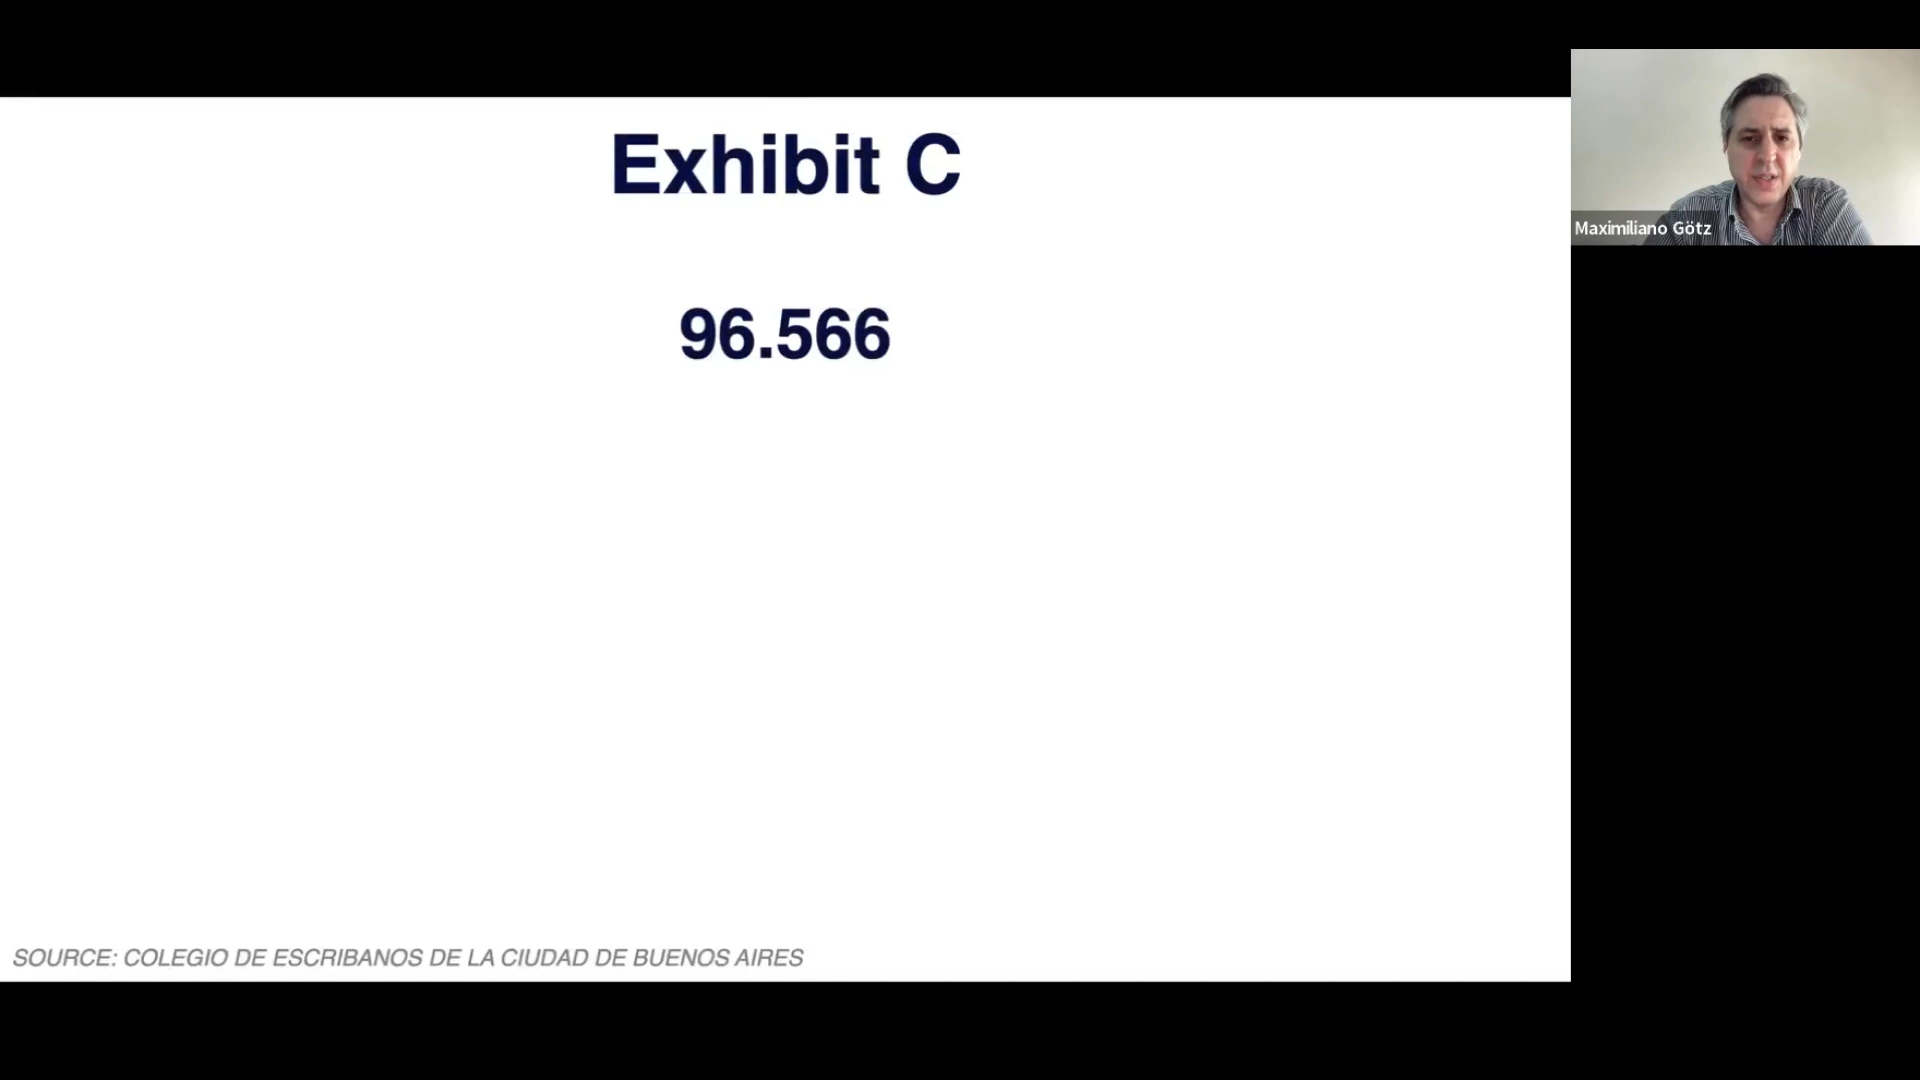 Exhibit C
96.566
SOURCE: COLEGIO DE ESCRIBANOS DE LA CIUDAD DE BUENOS AIRES
Maximiliano Götz